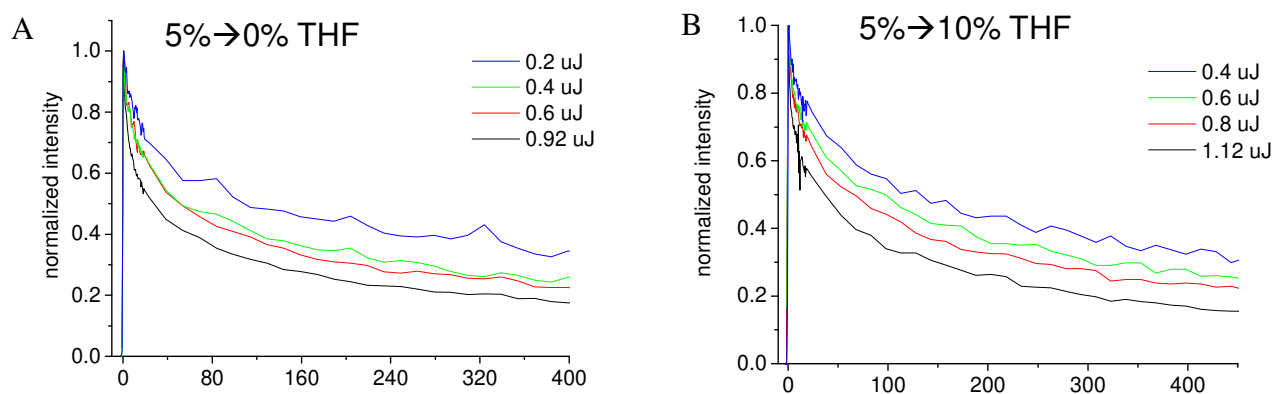 A
5%→0% THF
normalized intensity
1.0
0.8
0.6
0.4
0.2
0.0
0.2 uJ
0.4 uJ
0.6 uJ
0.92 uJ
0 80 160 240 320 400
B
5%→10% THF
normalized intensity
1.0
0.8
0.6
0.4
0.2
0.0
0.4 uJ
0.6 uJ
0.8 uJ
1.12 uJ
0 100 200 300 400